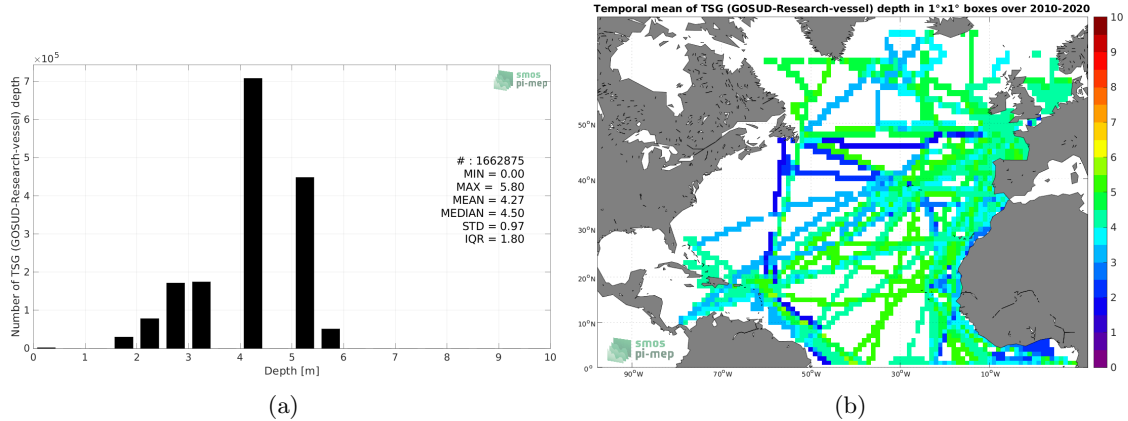 ×10⁵
7
6
5
4
3
2
1
0
Number of TSG (GOSUD-Research-vessel) depth
smos
pi-mep
# : 1662875
MIN = 0.00
MAX = 5.80
MEAN = 4.27
MEDIAN = 4.50
STD = 0.97
IQR = 1.80
0 1 2 3 4 5 6 7 8 9 10
Depth [m]
(a)
Temporal mean of TSG (GOSUD-Research-vessel) depth in 1°x1° boxes over 2010-2020
50°N
40°N
30°N
20°N
10°N
0°
90°W 70°W 50°W 30°W 10°W
smos
pi-mep
10
9
8
7
6
5
4
3
2
1
0
(b)